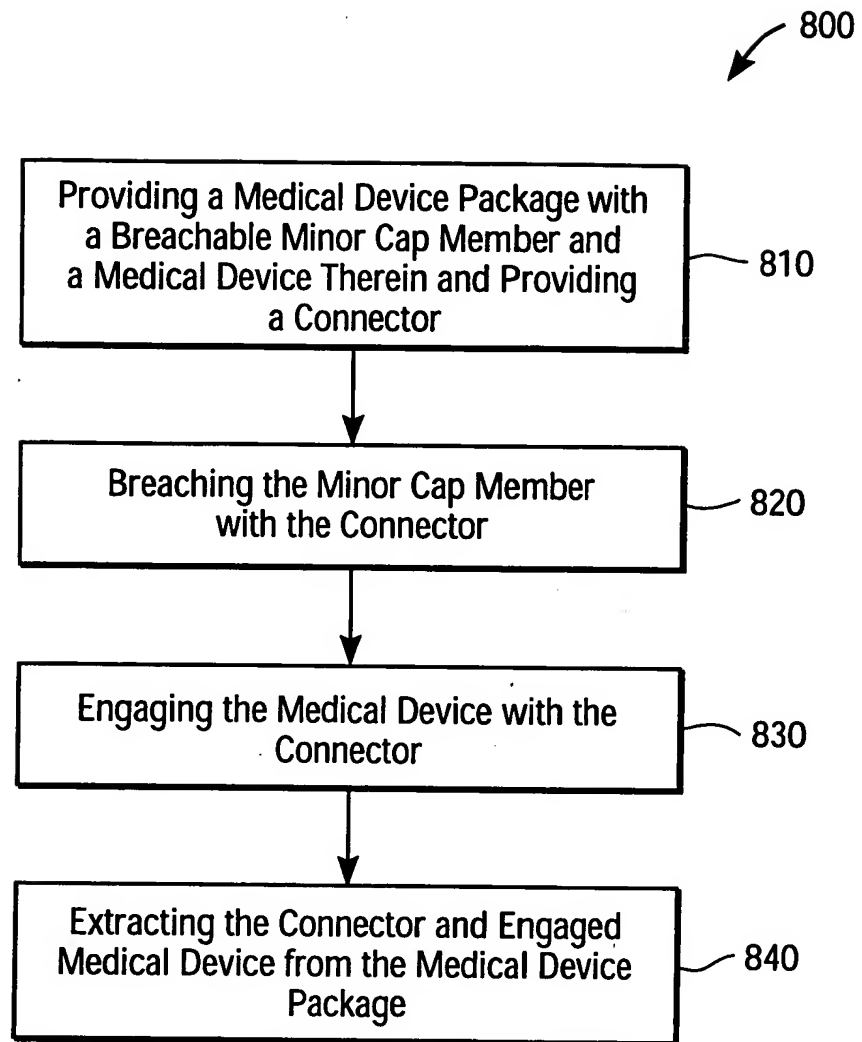 800
Providing a Medical Device Package with
a Breachable Minor Cap Member and
a Medical Device Therein and Providing
a Connector
810
Breaching the Minor Cap Member
with the Connector
820
Engaging the Medical Device with the
Connector
830
Extracting the Connector and Engaged
Medical Device from the Medical Device
Package
840